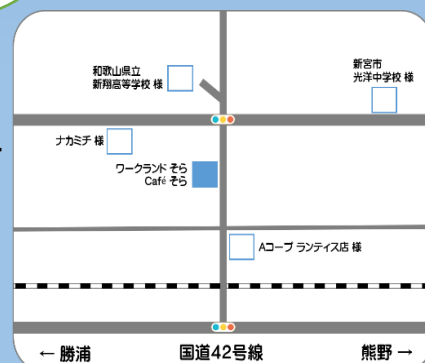 和歌山県立
新翔高等学校 様
新宮市
光洋中学校 様
ナカミチ 様
ワークランド そら
Café そら
Aコープ ランティス店 様
← 勝浦
国道42号線
熊野 →